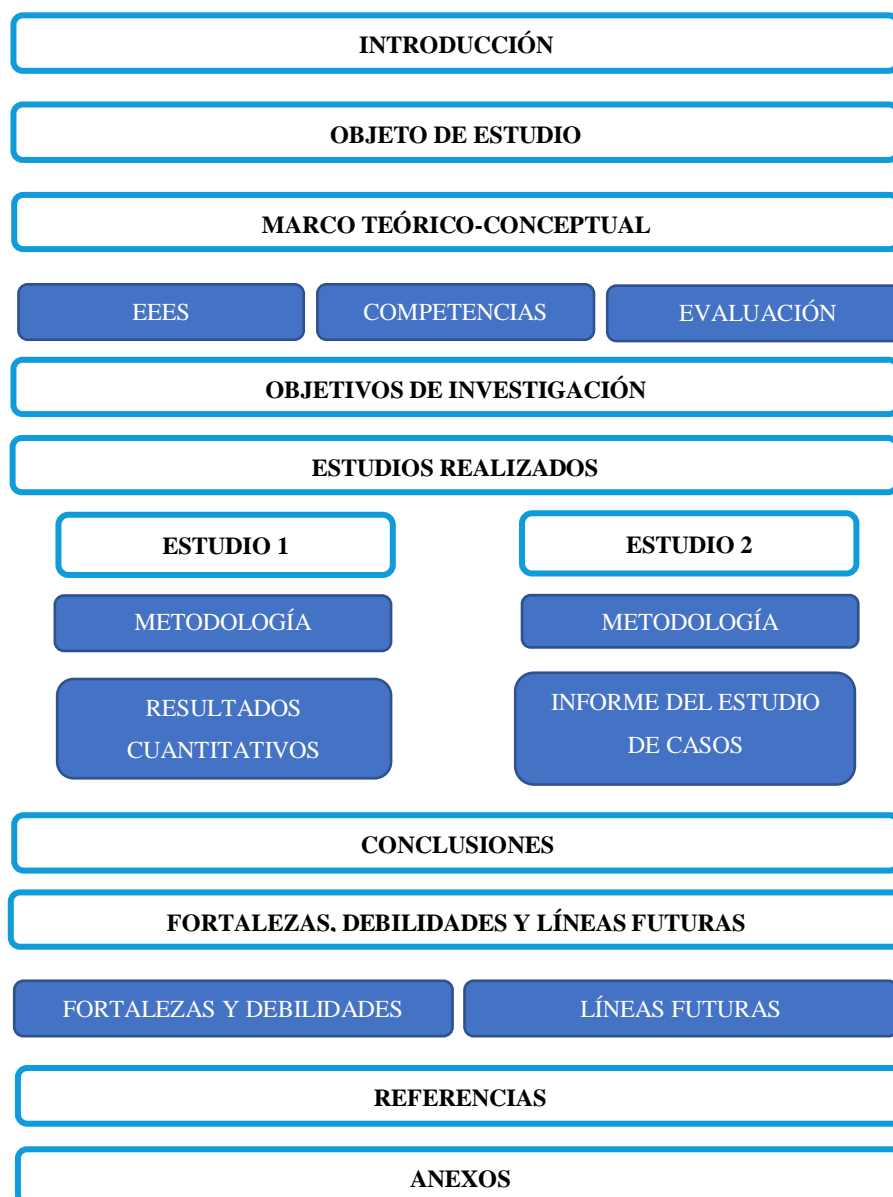 INTRODUCCIÓN
OBJETO DE ESTUDIO
MARCO TEÓRICO-CONCEPTUAL
EEES
COMPETENCIAS
EVALUACIÓN
OBJETIVOS DE INVESTIGACIÓN
ESTUDIOS REALIZADOS
ESTUDIO 1
ESTUDIO 2
METODOLOGÍA
METODOLOGÍA
RESULTADOS
CUANTITATIVOS
INFORME DEL ESTUDIO
DE CASOS
CONCLUSIONES
FORTALEZAS, DEBILIDADES Y LÍNEAS FUTURAS
FORTALEZAS Y DEBILIDADES
LÍNEAS FUTURAS
REFERENCIAS
ANEXOS